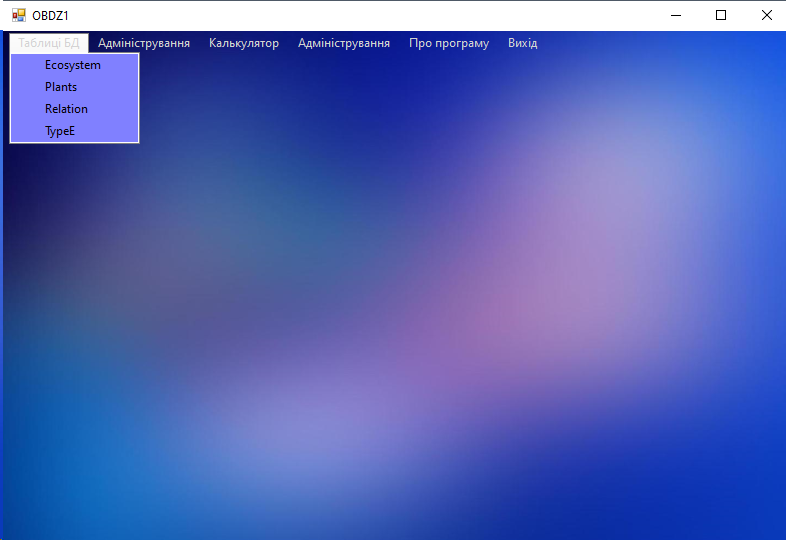 OBDZ1
Таблиці БД Адміністрування Калькулятор Адміністрування Про програму Вихід
Ecosystem
Plants
Relation
TypeE